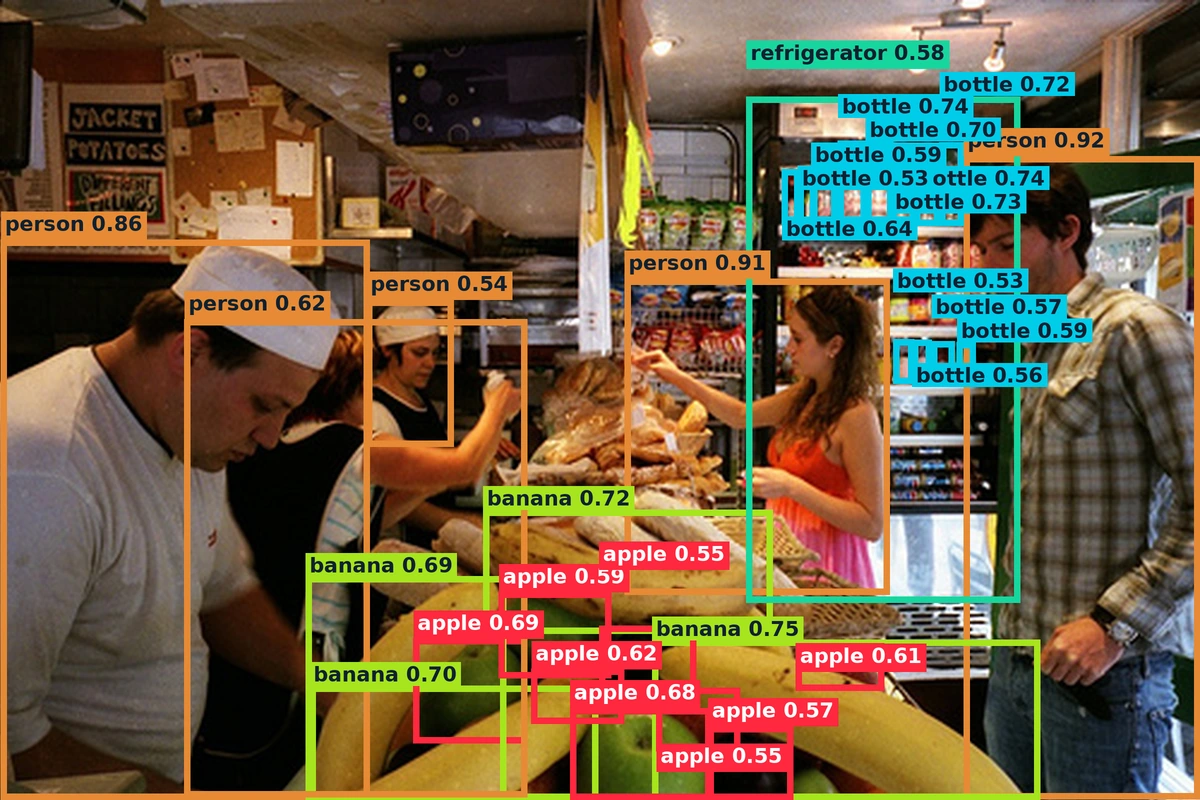 JACKET
POTATOES
DIFFERENT
FILLINGS
refrigerator 0.58
bottle 0.72
bottle 0.74
bottle 0.70
person 0.92
bottle 0.59
bottle 0.53
ottle 0.74
bottle 0.73
bottle 0.64
person 0.86
person 0.91
person 0.54
bottle 0.53
person 0.62
bottle 0.57
bottle 0.59
bottle 0.56
banana 0.72
apple 0.55
banana 0.69
apple 0.59
apple 0.69
banana 0.75
apple 0.62
apple 0.61
banana 0.70
apple 0.68
apple 0.57
apple 0.55